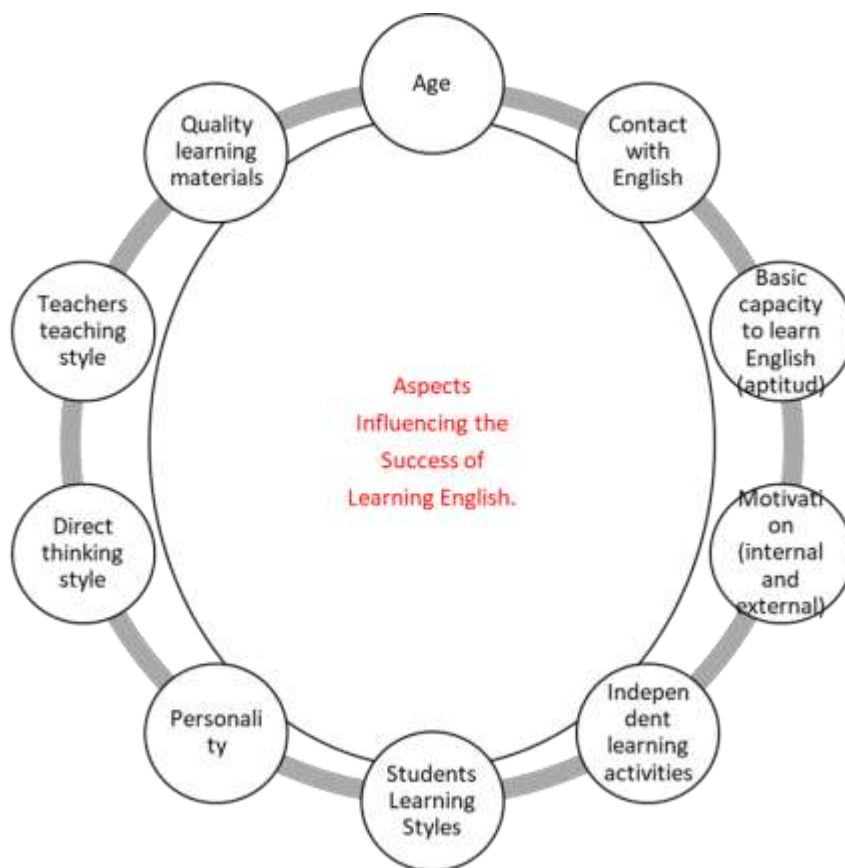 Age
Contact
with
English
Basic
capacity
to learn
English
(aptitud)
Motivati
on
(internal
and
external)
Indepen
dent
learning
activities
Students
Learning
Styles
Personali
ty
Direct
thinking
style
Teachers
teaching
style
Quality
learning
materials
Aspects
Influencing the
Success of
Learning English.